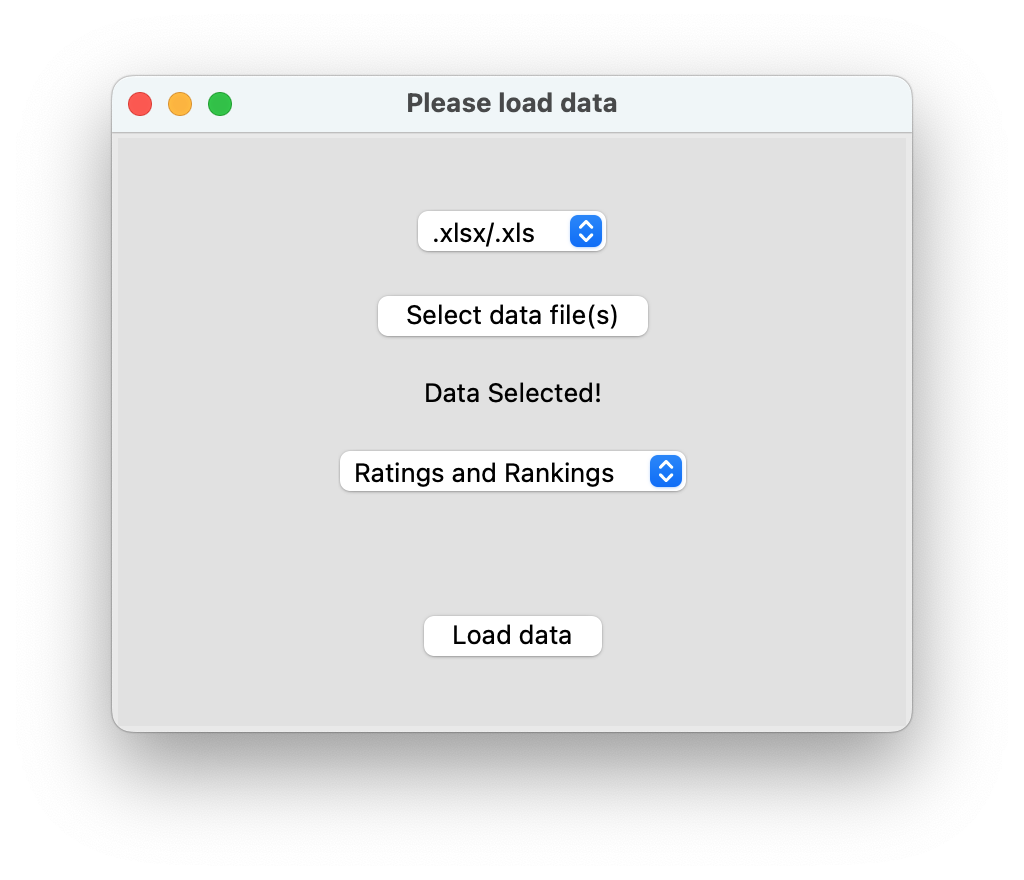 Please load data
.xlsx/.xls
Select data file(s)
Data Selected!
Ratings and Rankings
Load data